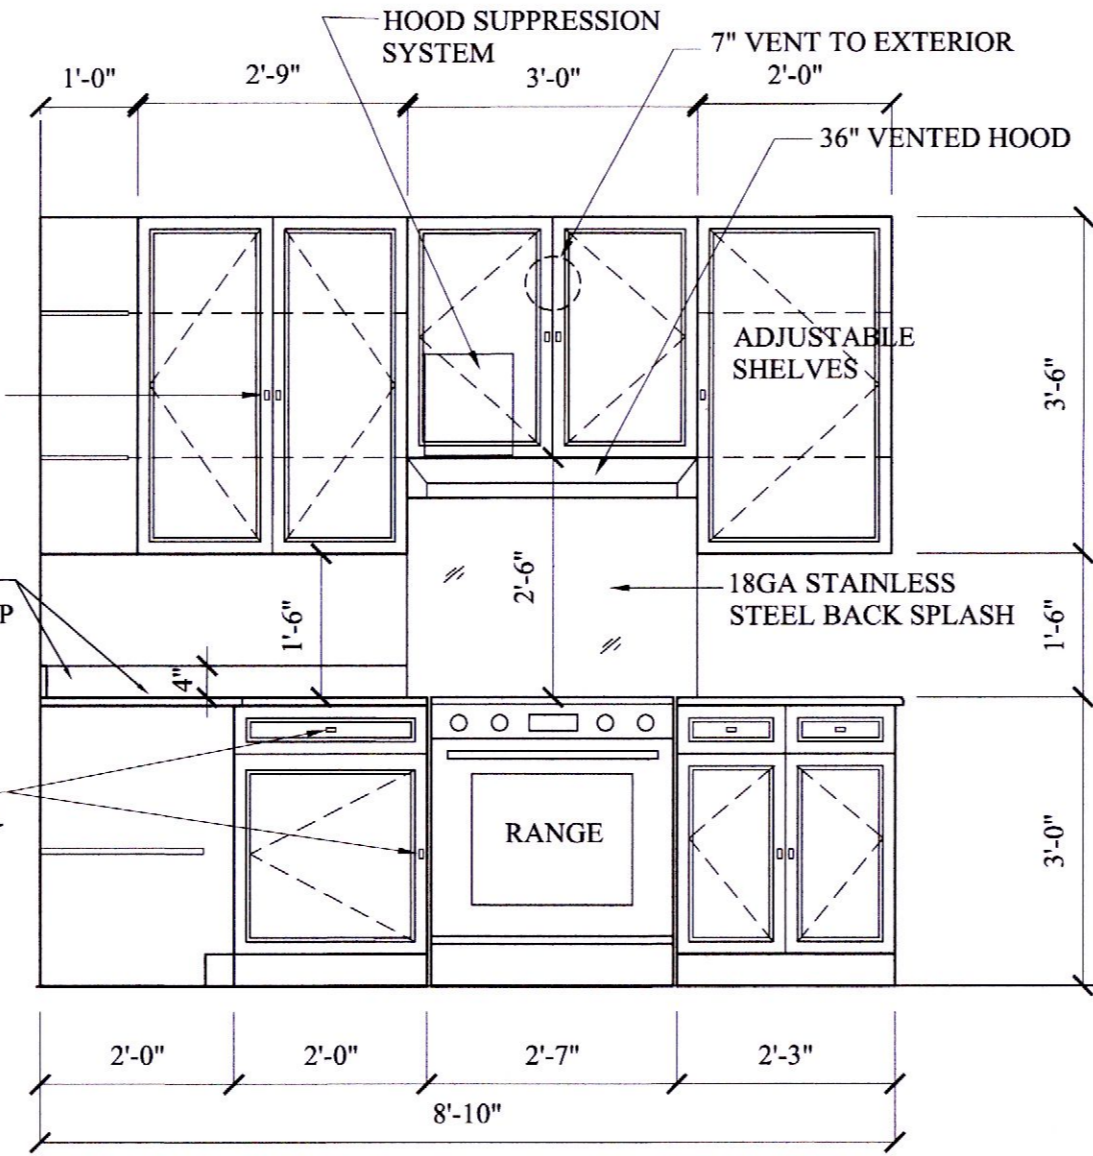 HOOD SUPPRESSION
SYSTEM
7" VENT TO EXTERIOR
1'-0"
2'-9"
3'-0"
2'-0"
36" VENTED HOOD
ADJUSTABLE
SHELVES
3'-6"
2'-6"
18GA STAINLESS
STEEL BACK SPLASH
P
1'-6"
1'-6"
4"
RANGE
3'-0"
2'-0"
2'-0"
2'-7"
2'-3"
8'-10"